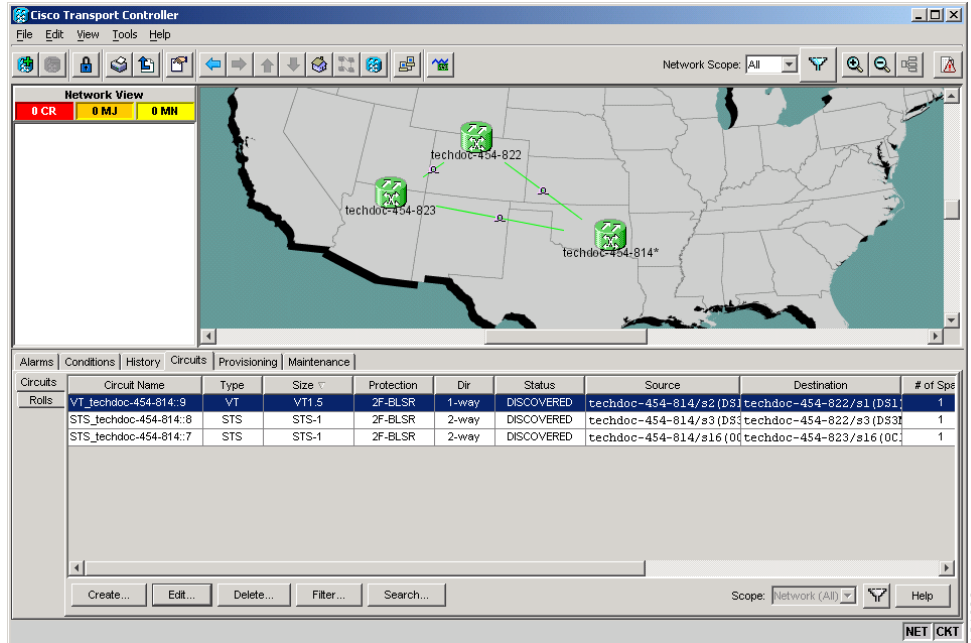 Cisco Transport Controller
File Edit View Tools Help
Network Scope: All
Network View
0 CR 0 MJ 0 MN
techdoc-454-822
techdoc-454-823
techdoc-454-814*
Alarms Conditions History Circuits Provisioning Maintenance
Circuits
Rolls
Circuit Name Type Size Protection Dir Status Source Destination # of Spa
VT_techdoc-454-814::9 VT VT1.5 2F-BLSR 1-way DISCOVERED techdoc-454-814/s2(DS1 techdoc-454-822/s1(DS1) 1
STS_techdoc-454-814::8 STS STS-1 2F-BLSR 2-way DISCOVERED techdoc-454-814/s3(DS3 techdoc-454-822/s3(DS3 1
STS_techdoc-454-814::7 STS STS-1 2F-BLSR 2-way DISCOVERED techdoc-454-814/s16(OC techdoc-454-823/s16(OC 1
Create... Edit... Delete... Filter... Search... Scope: Network (All) Help
NET CKT